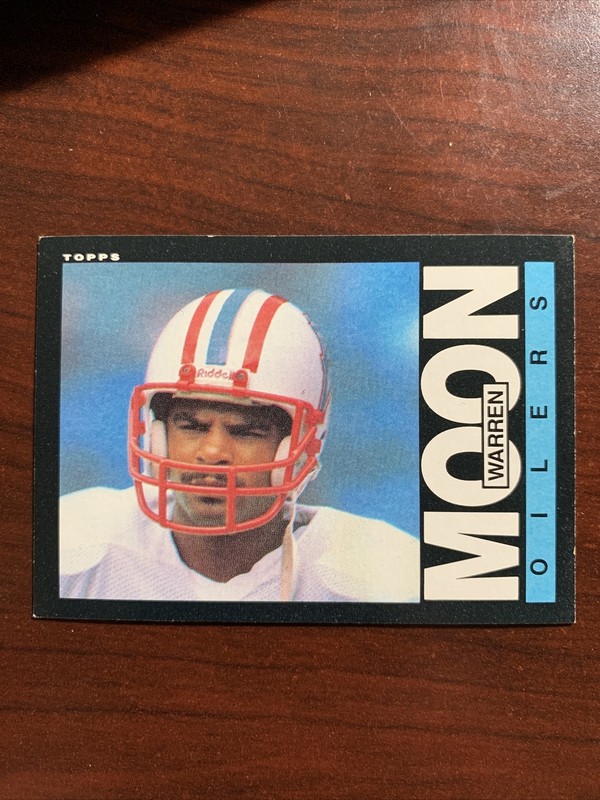 TOPPS
Riddell
MOON
WARREN
OILERS